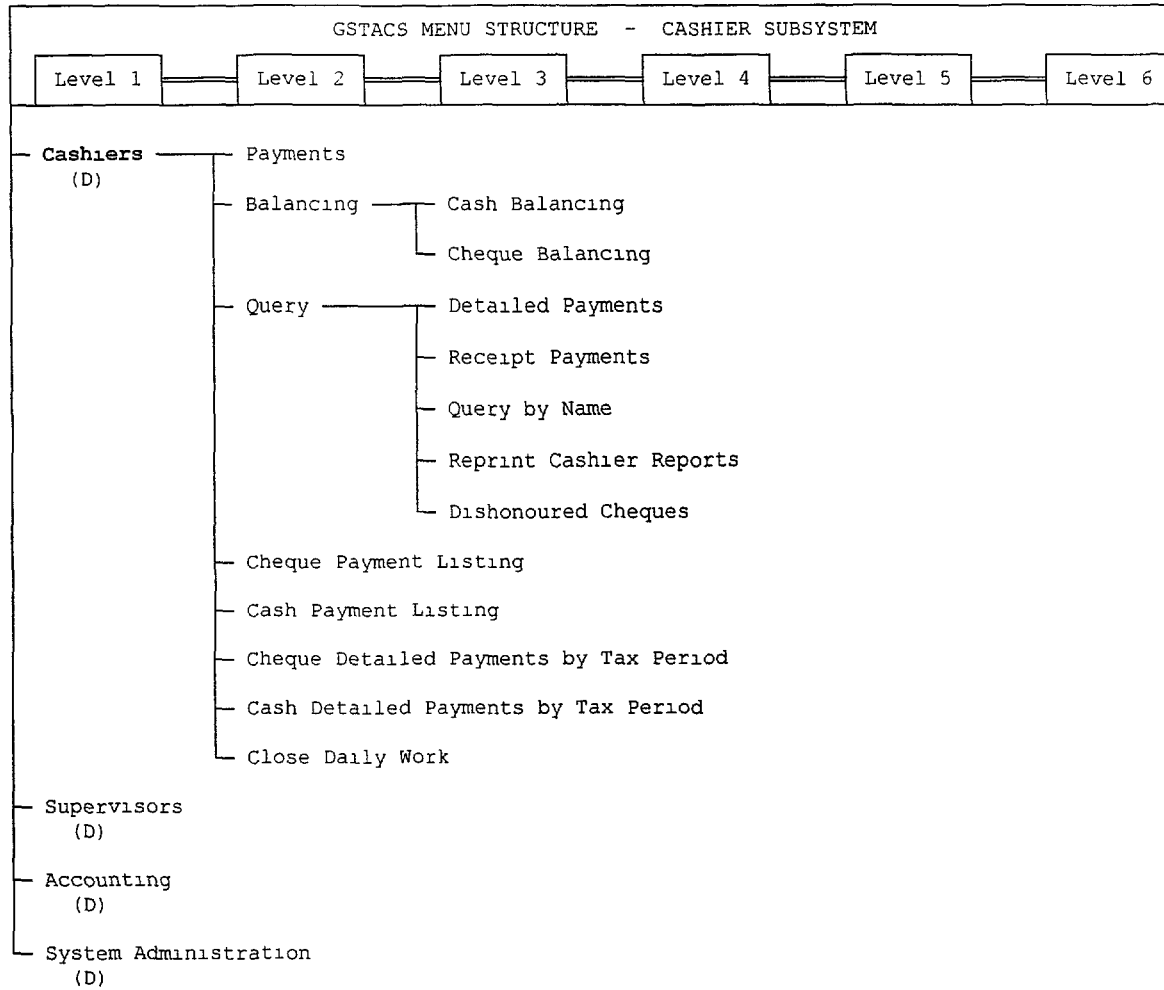 GSTACS MENU STRUCTURE - CASHIER SUBSYSTEM
Level 1 Level 2 Level 3 Level 4 Level 5 Level 6
Cashiers Payments
(D)
Balancing Cash Balancing
Cheque Balancing
Query Detailed Payments
Receipt Payments
Query by Name
Reprint Cashier Reports
Dishonoured Cheques
Cheque Payment Listing
Cash Payment Listing
Cheque Detailed Payments by Tax Period
Cash Detailed Payments by Tax Period
Close Daily Work
Supervisors
(D)
Accounting
(D)
System Administration
(D)